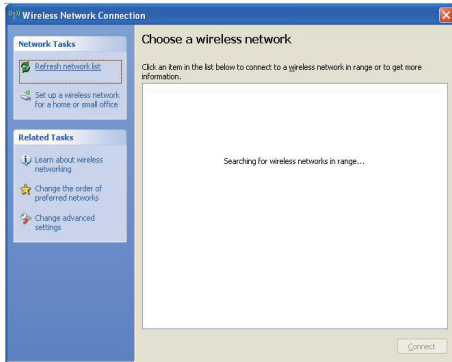 Wireless Network Connection
Network Tasks
Refresh network list
Set up a wireless network
for a home or small office
Related Tasks
Learn about wireless
networking
Change the order of
preferred networks
Change advanced
settings
Choose a wireless network
Click an item in the list below to connect to a wireless network in range or to get more
information.
Searching for wireless networks in range...
Connect